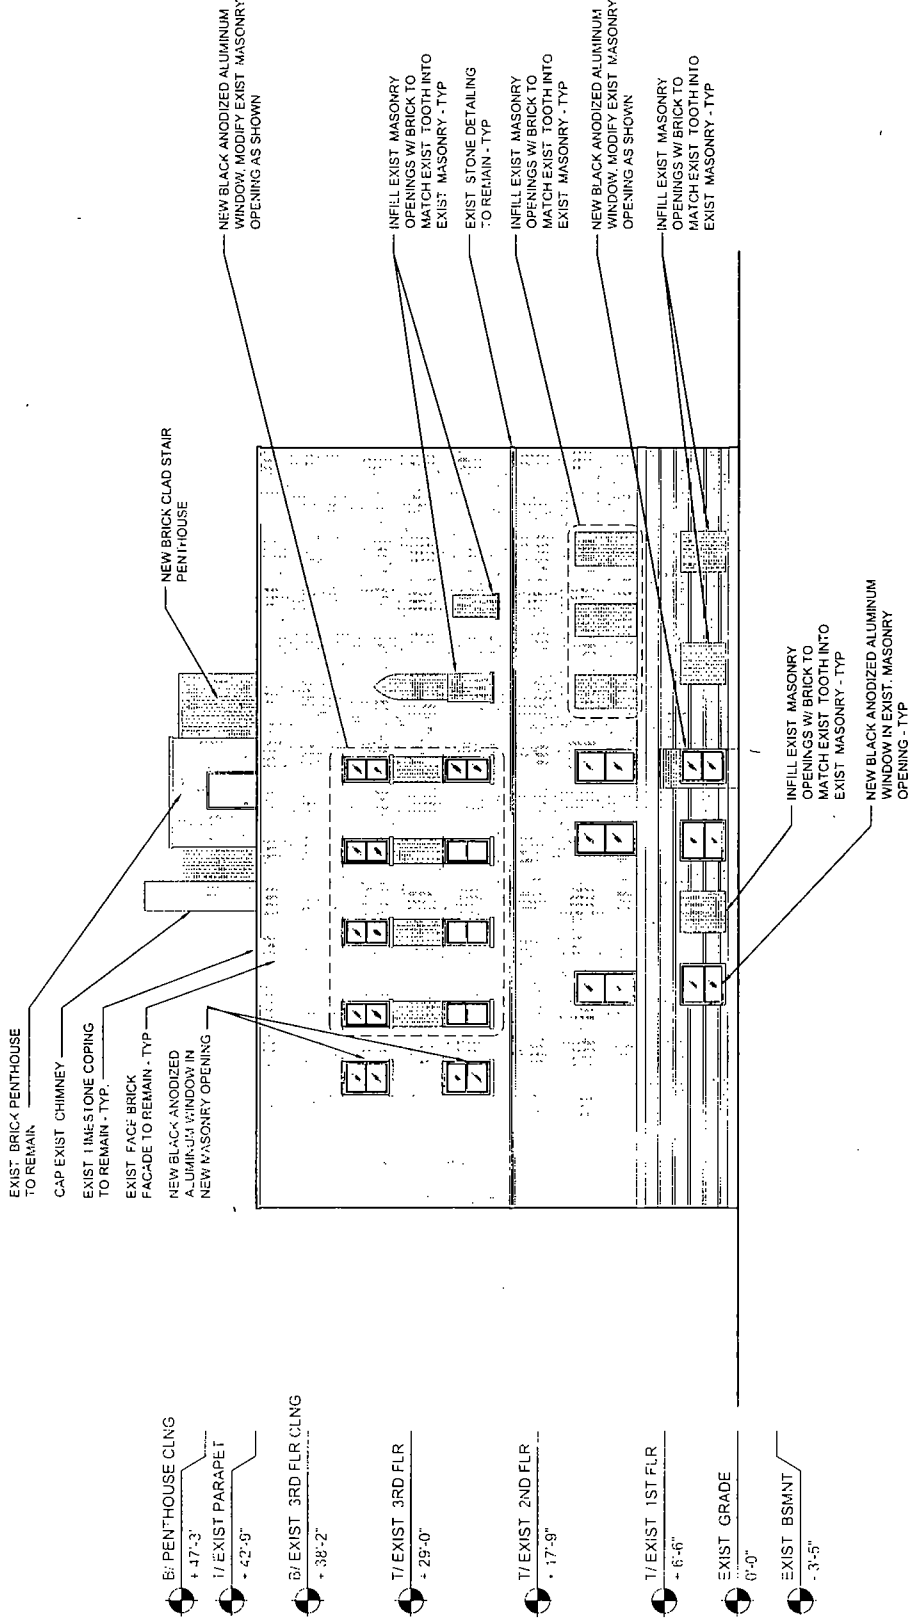 EXIST BRICK PENTHOUSE
TO REMAIN
CAP EXIST CHIMNEY
EXIST LIMESTONE COPING
TO REMAIN - TYP.
EXIST FACE BRICK
FACADE TO REMAIN - TYP
NEW BLACK ANODIZED
ALUMINUM WINDOW IN
NEW MASONRY OPENING
NEW BRICK CLAD STAIR
PENTHOUSE
NEW BLACK ANODIZED ALUMINUM
WINDOW, MODIFY EXIST MASONRY
OPENING AS SHOWN
INFILL EXIST MASONRY
OPENINGS W/ BRICK TO
MATCH EXIST TOOTH INTO
EXIST MASONRY - TYP
EXIST STONE DETAILING
TO REMAIN - TYP
INFILL EXIST MASONRY
OPENINGS W/ BRICK TO
MATCH EXIST TOOTH INTO
EXIST MASONRY - TYP
NEW BLACK ANODIZED ALUMINUM
WINDOW, MODIFY EXIST MASONRY
OPENING AS SHOWN
INFILL EXIST MASONRY
OPENINGS W/ BRICK TO
MATCH EXIST TOOTH INTO
EXIST MASONRY - TYP
INFILL EXIST MASONRY
OPENINGS W/ BRICK TO
MATCH EXIST TOOTH INTO
EXIST MASONRY - TYP
NEW BLACK ANODIZED ALUMINUM
WINDOW IN EXIST. MASONRY
OPENING - TYP
B/ PENTHOUSE CLNG
+ 47'-3"
T/ EXIST PARAPET
+ 42'-9"
B/ EXIST 3RD FLR CLNG
+ 38'-2"
T/ EXIST 3RD FLR
+ 29'-0"
T/ EXIST 2ND FLR
+ 17'-9"
T/ EXIST 1ST FLR
+ 6'-6"
EXIST GRADE
0'-0"
EXIST BSMNT
- 3'-5"